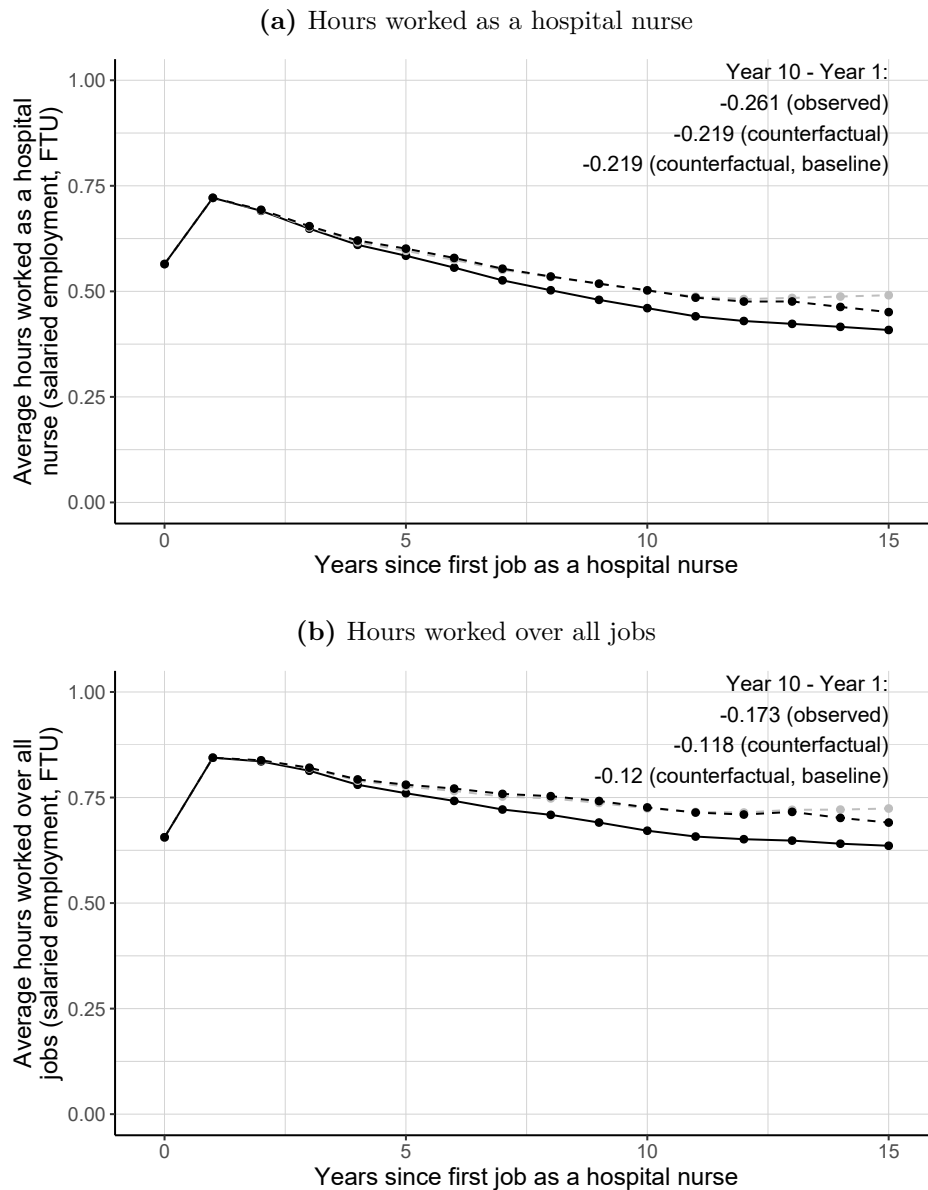 (a) Hours worked as a hospital nurse
Year 10 - Year 1:
-0.261 (observed)
-0.219 (counterfactual)
-0.219 (counterfactual, baseline)
Average hours worked as a hospital
nurse (salaried employment, FTU)
1.00
0.75
0.50
0.25
0.00
0 5 10 15
Years since first job as a hospital nurse
(b) Hours worked over all jobs
Year 10 - Year 1:
-0.173 (observed)
-0.118 (counterfactual)
-0.12 (counterfactual, baseline)
Average hours worked over all
jobs (salaried employment, FTU)
1.00
0.75
0.50
0.25
0.00
0 5 10 15
Years since first job as a hospital nurse